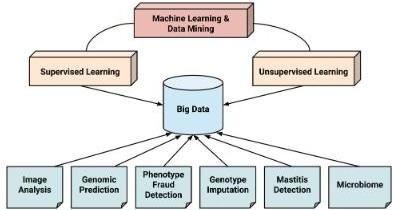 Machine Learning &
Data Mining
Supervised Learning
Unsupervised Learning
Big Data
Image
Analysis
Genomic
Prediction
Phenotype
Fraud
Detection
Genotype
Imputation
Mastitis
Detection
Microbiome